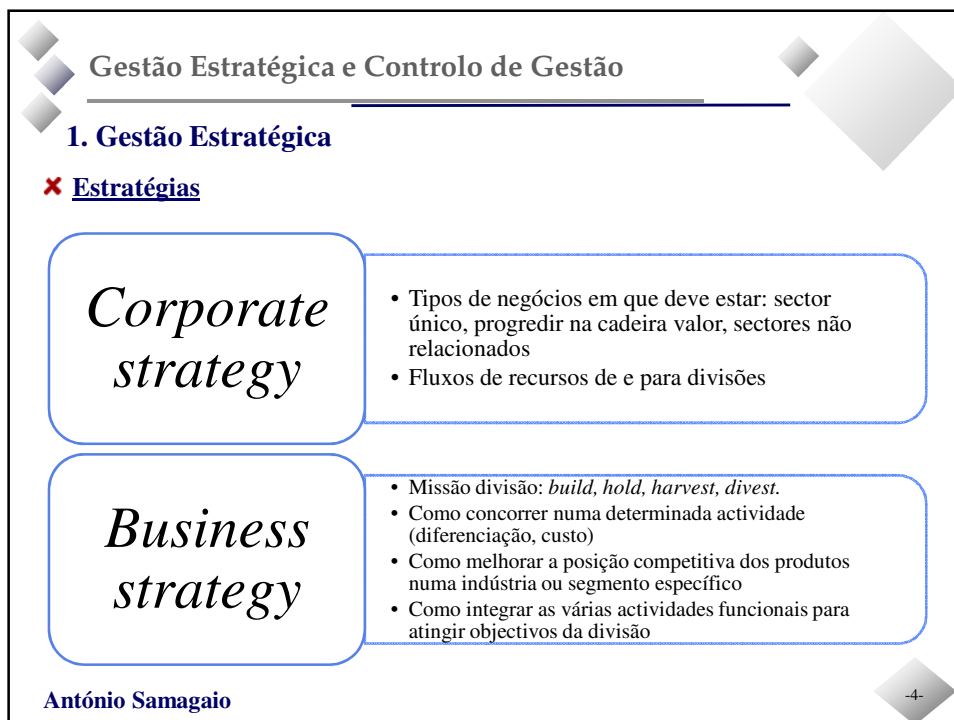 Gestão Estratégica e Controlo de Gestão
1. Gestão Estratégica
Estratégias
Corporate
strategy
• Tipos de negócios em que deve estar: sector
único, progredir na cadeira valor, sectores não
relacionados
• Fluxos de recursos de e para divisões
Business
strategy
• Missão divisão: build, hold, harvest, divest.
• Como concorrer numa determinada actividade
(diferenciação, custo)
• Como melhorar a posição competitiva dos produtos
numa indústria ou segmento específico
• Como integrar as várias actividades funcionais para
atingir objectivos da divisão
António Samagaio
-4-